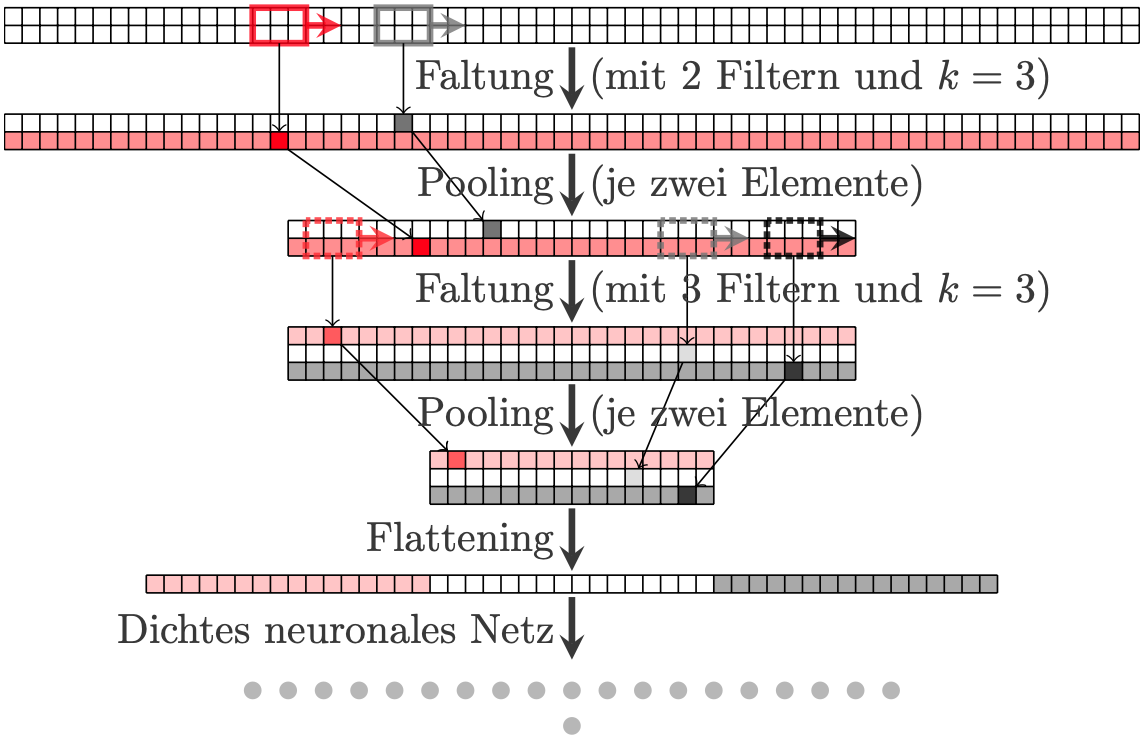 Faltung (mit 2 Filtern und k = 3)
Pooling (je zwei Elemente)
Faltung (mit 3 Filtern und k = 3)
Pooling (je zwei Elemente)
Flattening
Dichtes neuronales Netz